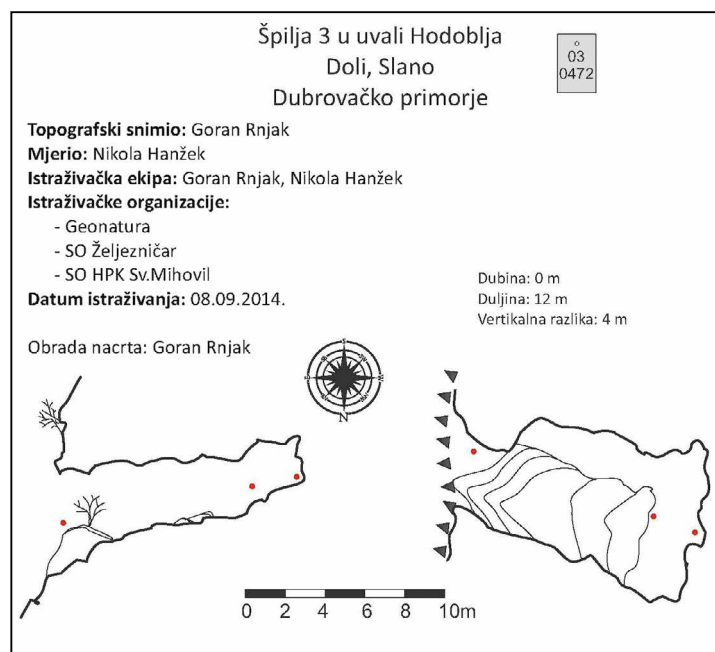 Špilja 3 u uvali Hodoblja
Doli, Slano
Dubrovačko primorje
03
0472
Topografski snimio: Goran Rnjak
Mjerio: Nikola Hanžek
Istraživačka ekipa: Goran Rnjak, Nikola Hanžek
Istraživačke organizacije:
- Geonatura
- SO Željezničar
- SO HPK Sv.Mihovil
Datum istraživanja: 08.09.2014.
Dubina: 0 m
Duljina: 12 m
Vertikalna razlika: 4 m
Obrada nacrta: Goran Rnjak
S
N
0 2 4 6 8 10m